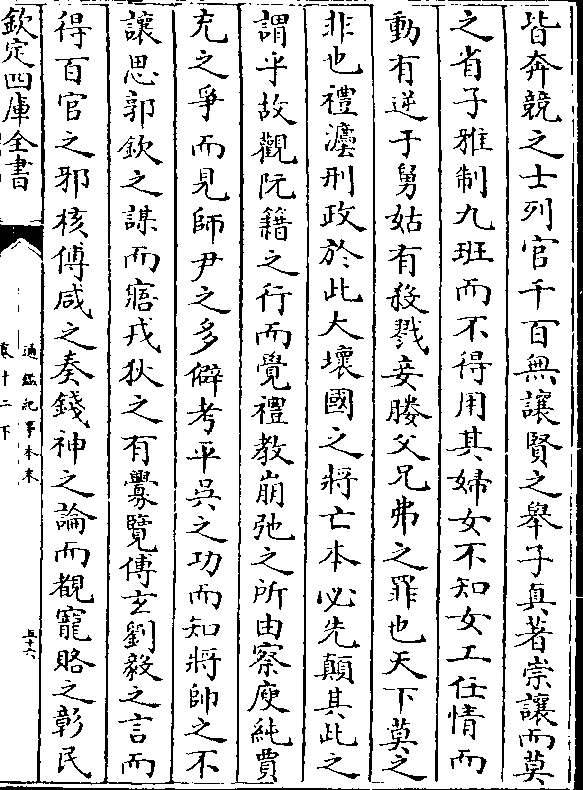 皆奔競之士列官千百無讓賢之舉子真著崇讓而莫
之省子雅制九班而不得用其婦女不知女工任情而
動有逆于舅姑有殺戮妾媵父兄弗之罪也天下莫之
非也禮灋刑政於此大壞國之將亡本必先顛其此之
謂乎故觀阮籍之行而覺禮教崩弛之所由察庾純賈
充之爭而見師尹之多僻考平吳之功而知將帥之不
讓思郭欽之謀而寤戎狄之有釁覽傅玄劉毅之言而
得百官之邪核傅咸之奏錢神之論而覩寵賂之彰民
欽定四庫全書
通鑑紀事本末
卷十二下
五十六